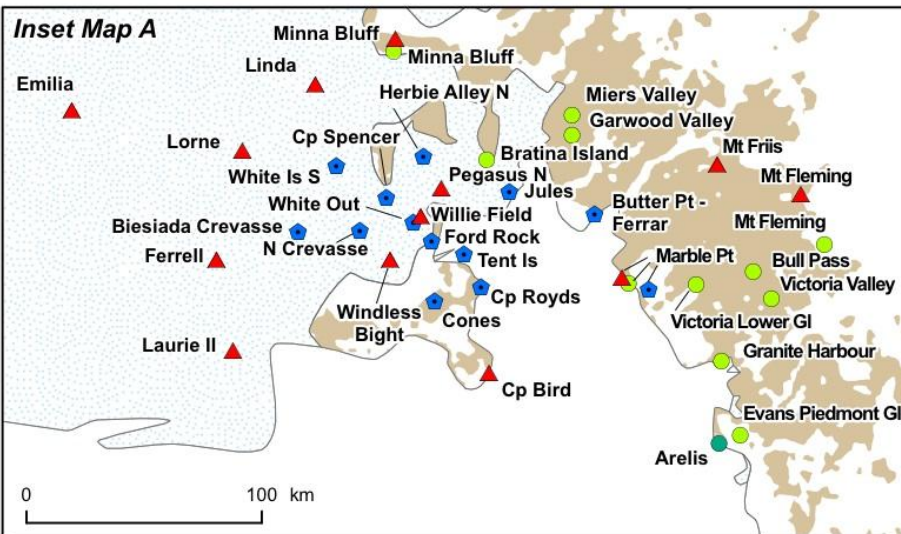 Inset Map A
Minna Bluff
Minna Bluff
Linda
Emilia
Herbie Alley N
Miers Valley
Garwood Valley
Cp Spencer
Lorne
Bratina Island
Mt Friis
White Is S
Pegasus N
Mt Fleming
Jules
White Out
Willie Field
Butter Pt -
Ferrar
Mt Fleming
Biesiada Crevasse
N Crevasse
Ford Rock
Ferrell
Tent Is
Marble Pt
Bull Pass
Victoria Valley
Cp Royds
Windless
Bight
Cones
Victoria Lower Gl
Laurie II
Granite Harbour
Cp Bird
Evans Piedmont Gl
Arelis
0
100 km